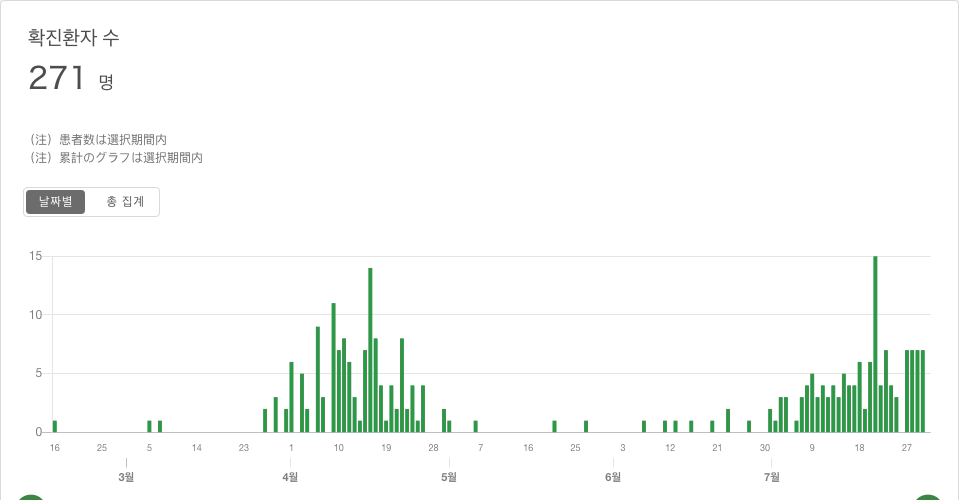 확진환자 수
271 명
（注）患者数は選択期間内
（注）累計のグラフは選択期間内
날짜별 총 집계
15
10
5
0
16 25 5 14 23 1 10 19 28 7 16 25 3 12 21 30 9 18 27
3월 4월 5월 6월 7월